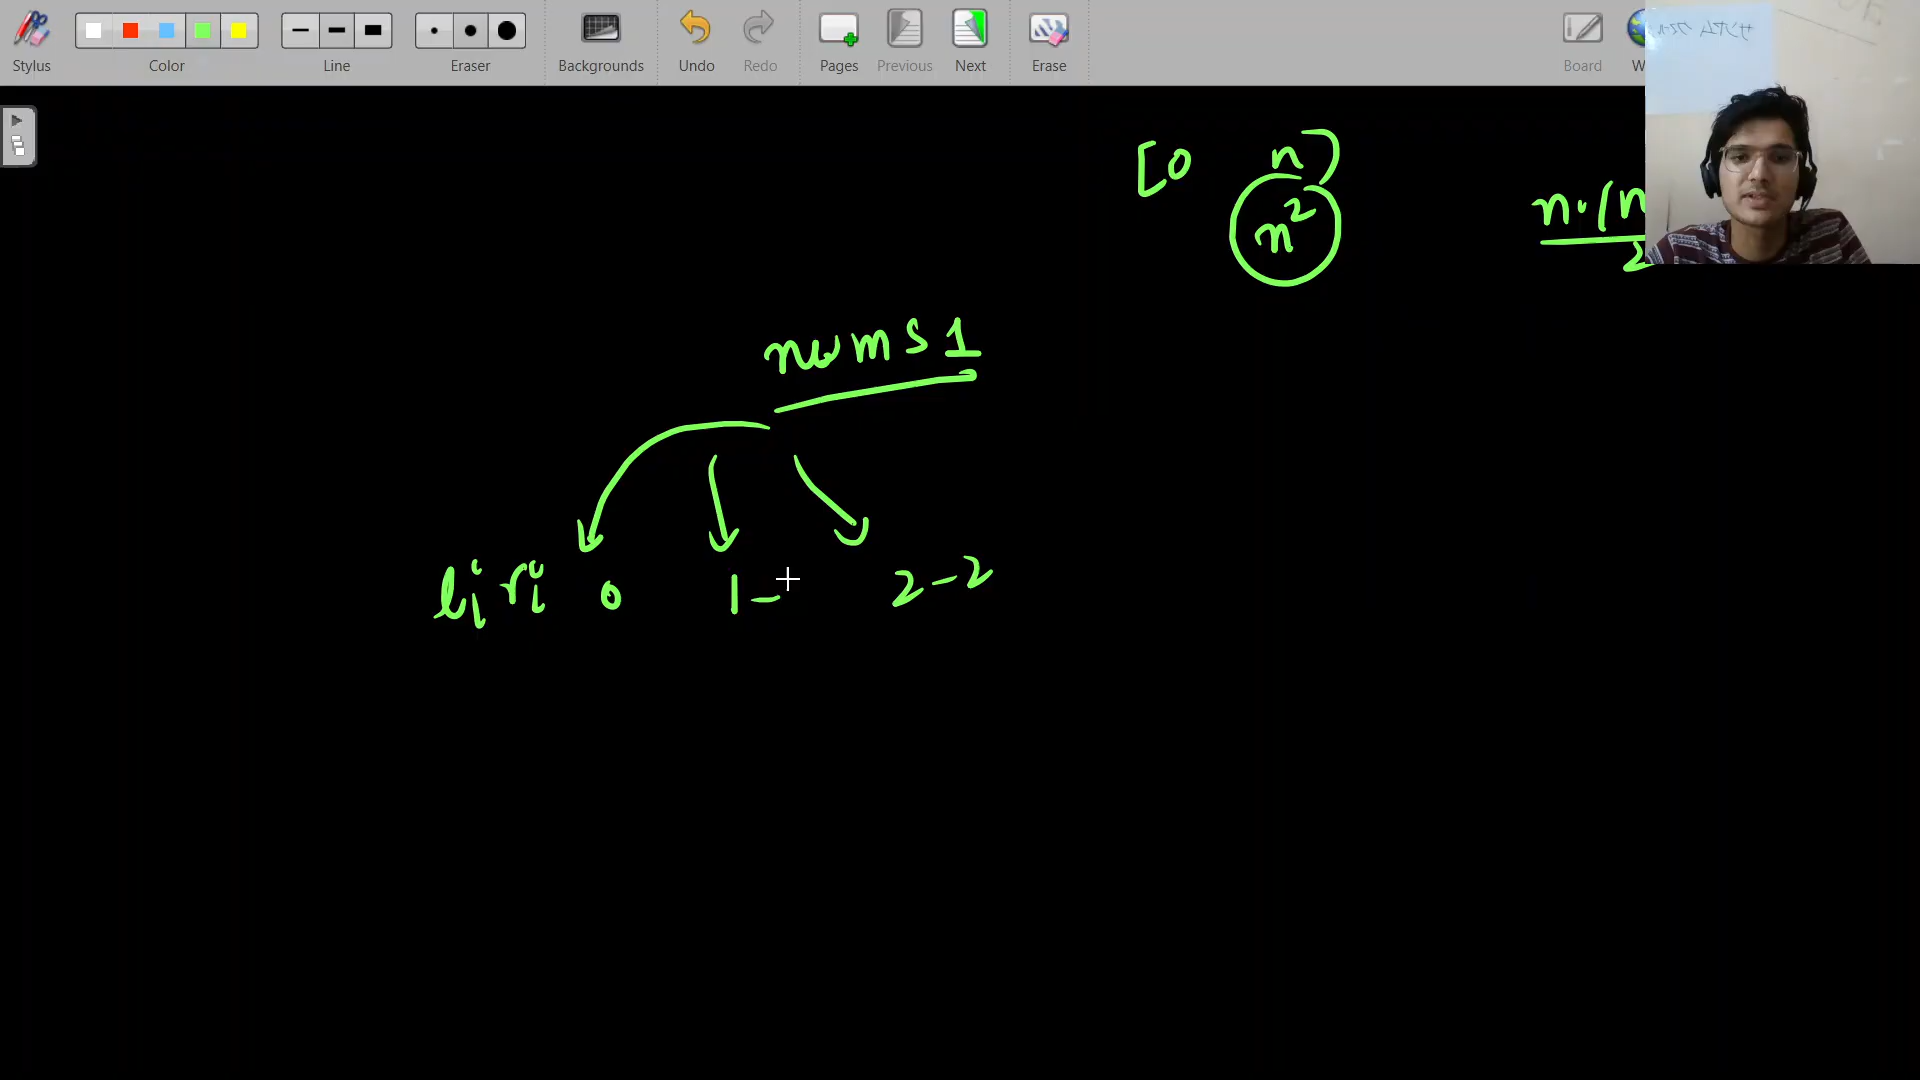 Stylus Color Line Eraser Backgrounds Undo Redo Pages Previous Next Erase Board W
[0 n)
n²
n·(n
2
nums1
li ri 0 1- 2-2